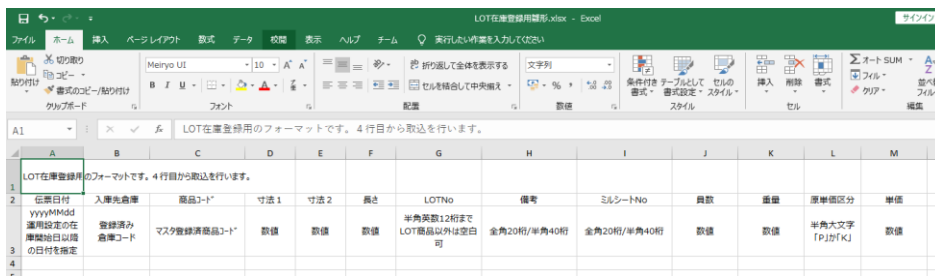 LOT在庫登録用雛形.xlsx - Excel
サインイン
ファイル ホーム 挿入 ページ レイアウト 数式 データ 校閲 表示 ヘルプ チーム 実行したい作業を入力してください
貼り付け
切り取り
コピー
書式のコピー/貼り付け
クリップボード
Meiryo UI 10
B I U
フォント
折り返して全体を表示する
セルを結合して中央揃え
配置
文字列
数値
条件付き書式
テーブルとして書式設定
セルのスタイル
スタイル
挿入 削除 書式
セル
オート SUM
フィル
クリア
編集
A1
fx LOT在庫登録用のフォーマットです。４行目から取込を行います。
A B C D E F G H I J K L M
1 LOT在庫登録用のフォーマットです。４行目から取込を行います。
2 伝票日付 入庫先倉庫 商品ｺｰﾄﾞ 寸法１ 寸法２ 長さ LOTNo 備考 ミルシートNo 員数 重量 原単価区分 単価
3 yyyyMMdd
運用設定の在
庫開始日以降
の日付を指定
登録済み
倉庫コード
マスタ登録済商品ｺｰﾄﾞ
数値
数値
数値
半角英数12桁まで
LOT商品以外は空白
可
全角20桁/半角40桁
全角20桁/半角40桁
数値
数値
半角大文字
「P」か「K」
数値
4